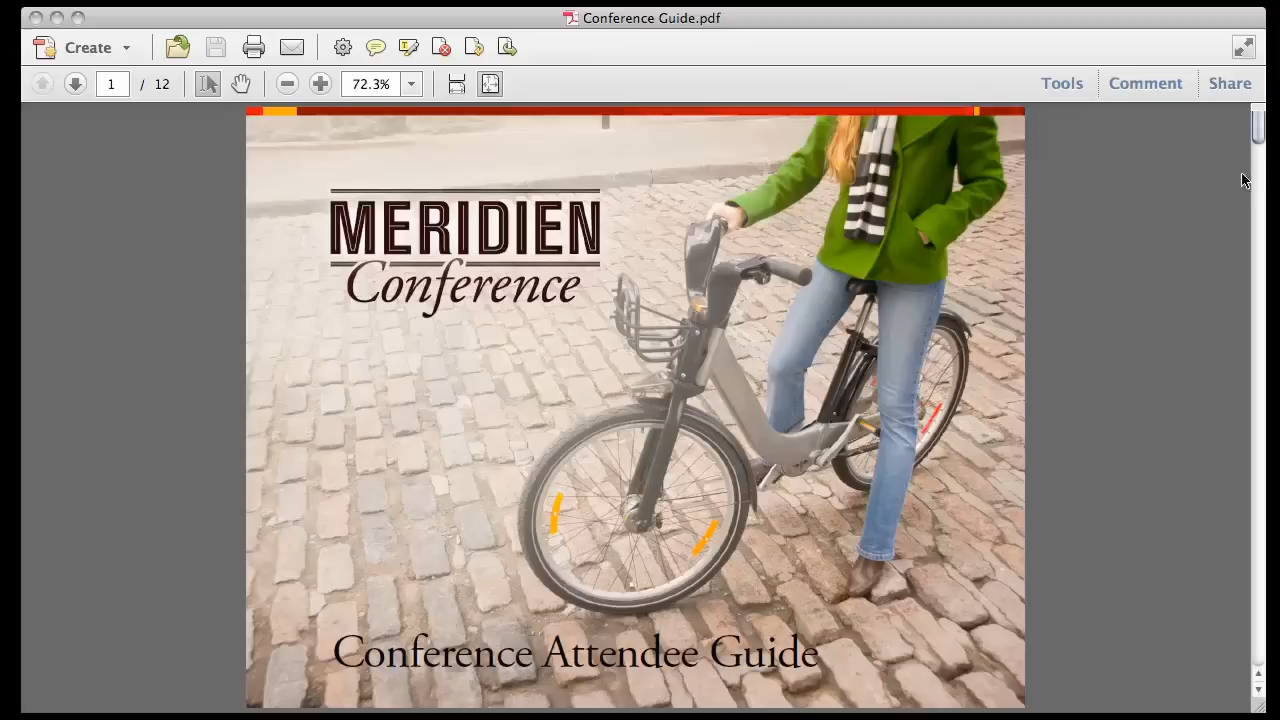 Conference Guide.pdf
Create
1 / 12 72.3% Tools Comment Share
MERIDIEN
Conference
Conference Attendee Guide